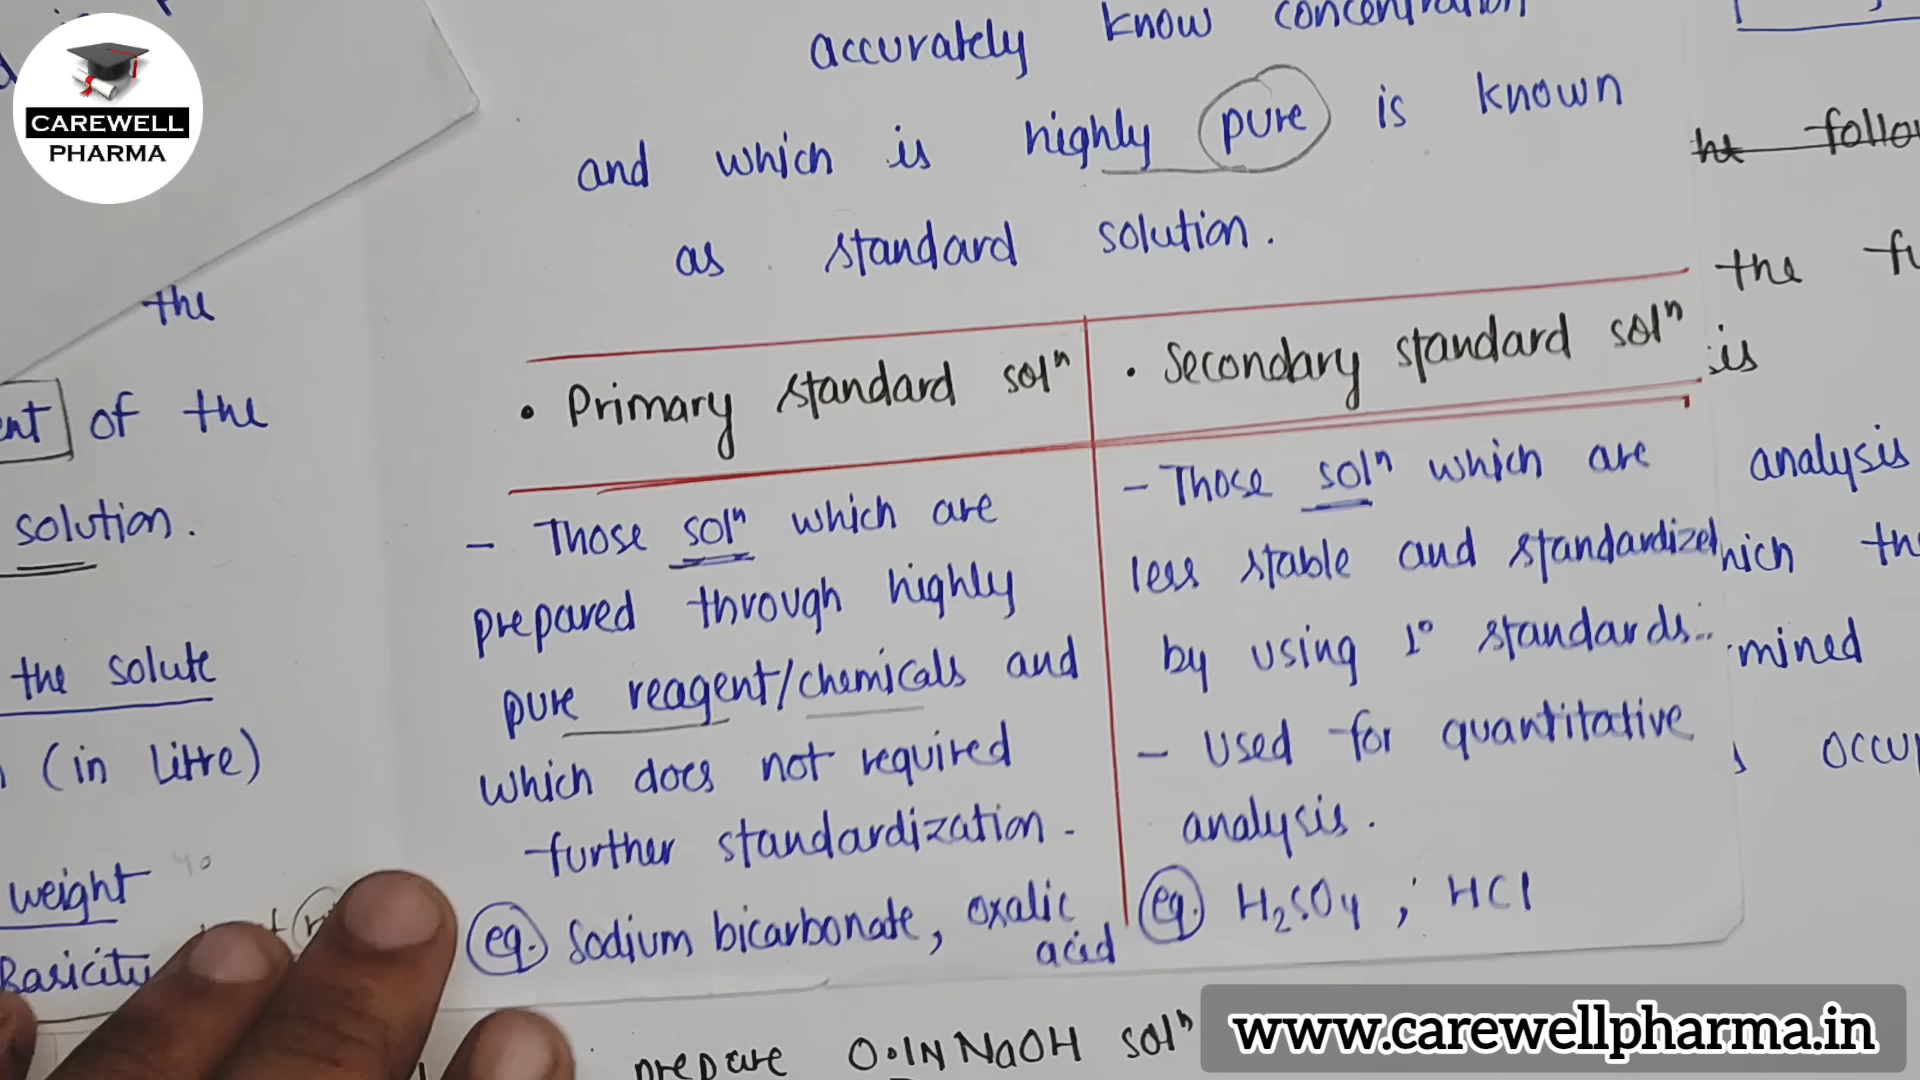 CAREWELL
PHARMA
accurately know concentration
and which is highly pure is known
as standard solution.
• Primary standard solⁿ
- Those solⁿ which are
prepared through highly
pure reagent/chemicals and
which does not required
further standardization.
eg. Sodium bicarbonate, oxalic
acid
• Secondary standard solⁿ
- Those solⁿ which are
less stable and standardized
by using 1° standards.
- Used for quantitative
analysis.
eg. H₂SO₄ ; HCl
the
of the
solution.
the solute
(in Litre)
weight
Basicity
the
is
analysis
mined
prepare 0.1N NaOH solⁿ
www.carewellpharma.in